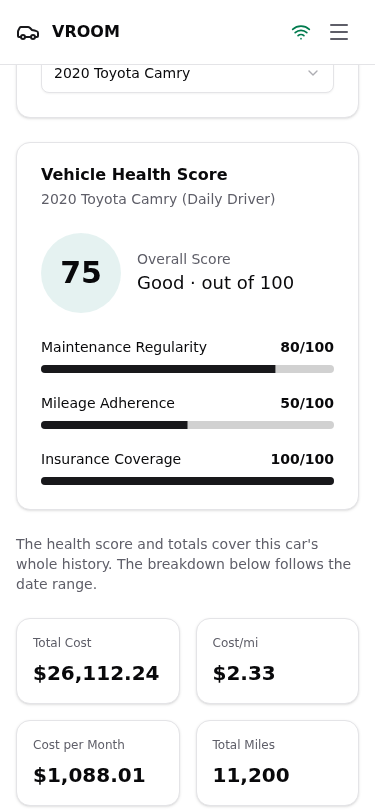 VROOM
2020 Toyota Camry
Vehicle Health Score
2020 Toyota Camry (Daily Driver)
75
Overall Score
Good · out of 100
Maintenance Regularity 80/100
Mileage Adherence 50/100
Insurance Coverage 100/100
The health score and totals cover this car's
whole history. The breakdown below follows the
date range.
Total Cost
$26,112.24
Cost/mi
$2.33
Cost per Month
$1,088.01
Total Miles
11,200